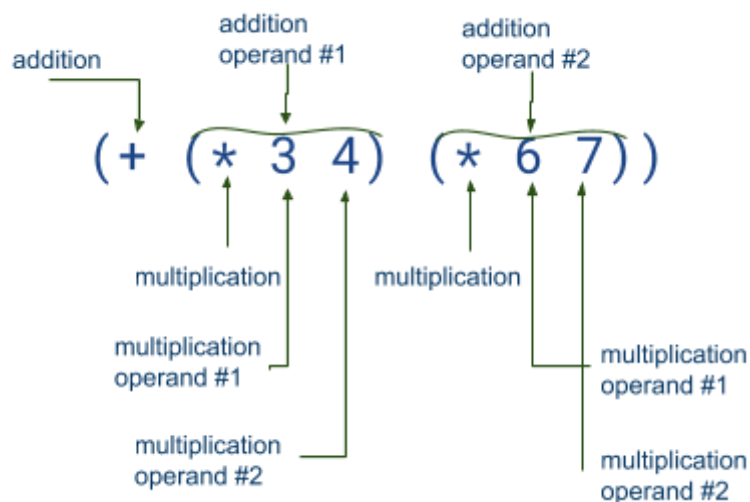 addition
addition
operand #1
addition
operand #2
(+ (* 3 4) (* 6 7))
multiplication
multiplication
multiplication
operand #1
multiplication
operand #1
multiplication
operand #2
multiplication
operand #2